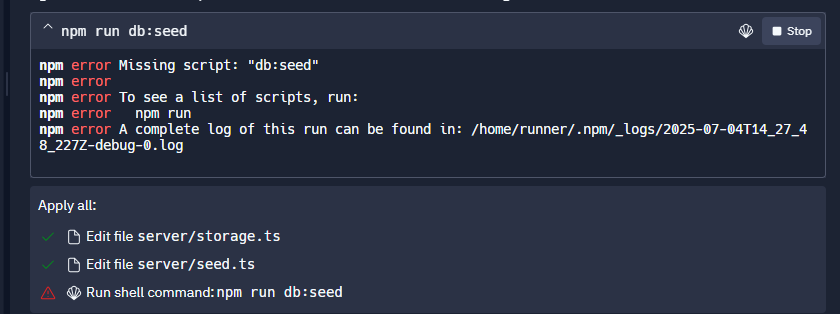 npm run db:seed
Stop
npm error Missing script: "db:seed"
npm error
npm error To see a list of scripts, run:
npm error   npm run
npm error A complete log of this run can be found in: /home/runner/.npm/_logs/2025-07-04T14_27_4
8_227Z-debug-0.log
Apply all:
Edit file server/storage.ts
Edit file server/seed.ts
Run shell command: npm run db:seed